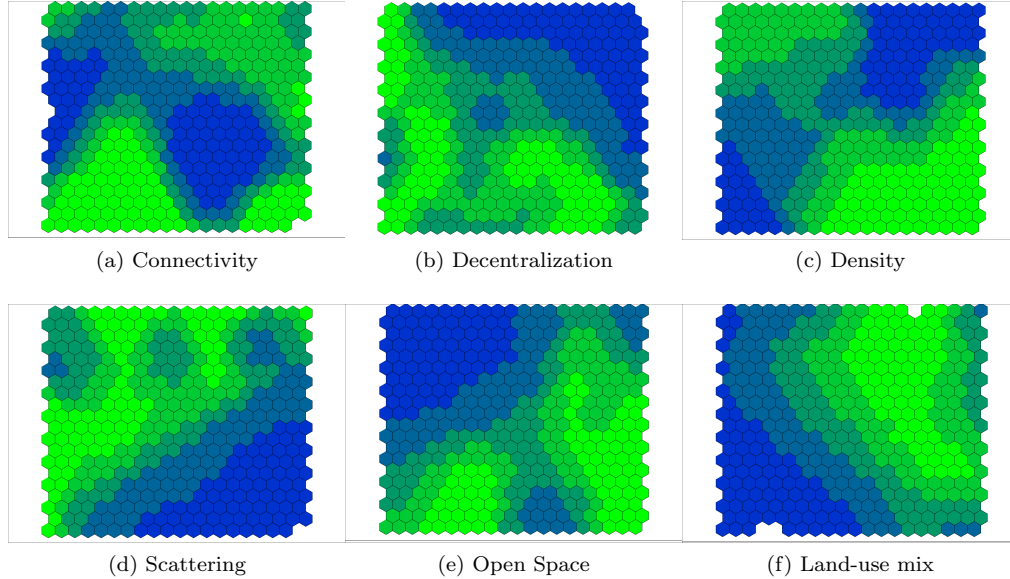 (a) Connectivity
(b) Decentralization
(c) Density
(d) Scattering
(e) Open Space
(f) Land-use mix